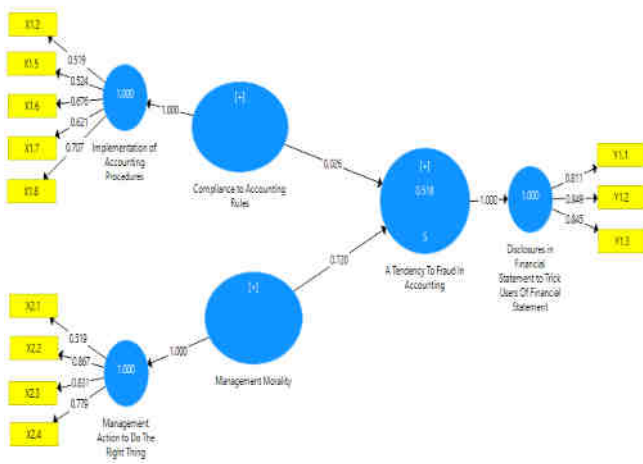 X1.2
0.519
X1.5
0.524
X1.6
0.676
X1.7
0.621
X1.8
0.707
1.000
Implementation of
Accounting
Procedures
1.000
[+]
Compliance to Accounting
Rules
0.026
[+]
0.518
S
A Tendency To Fraud In
Accounting
1.000
1.000
Disclosures in
Financial
Statement to Trick
Users Of Financial
Statement
0.811
Y1.1
0.849
Y1.2
0.845
Y1.3
0.720
[+]
Management Morality
1.000
1.000
Management
Action to Do The
Right Thing
X2.1
0.519
X2.2
0.867
X2.3
X2.4
0.779